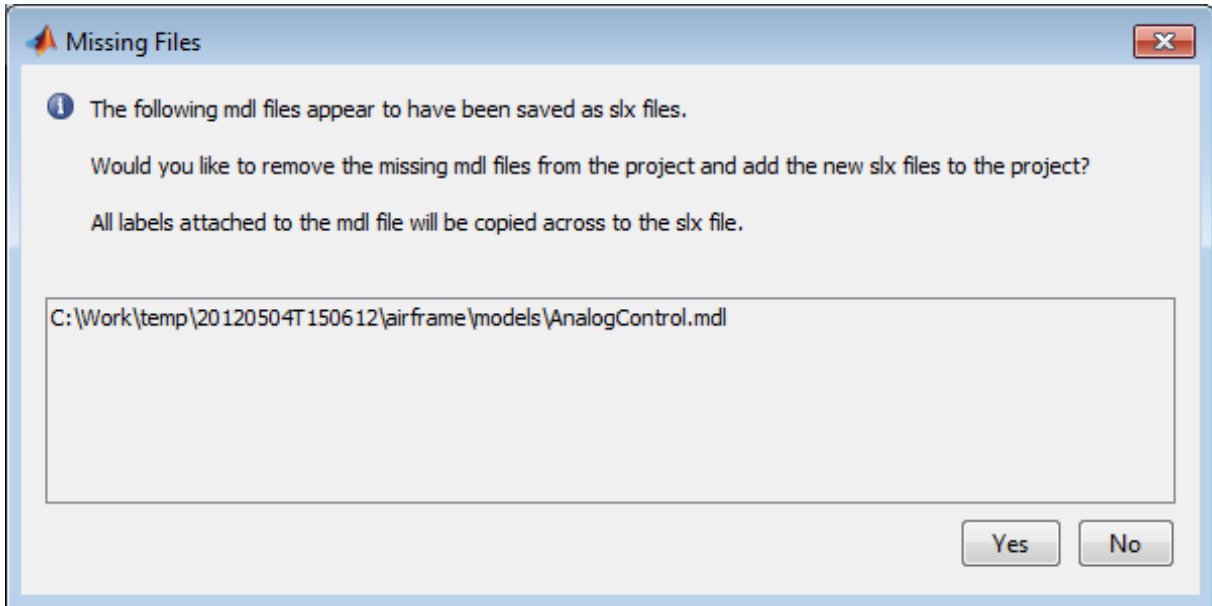 Missing Files
The following mdl files appear to have been saved as slx files.
Would you like to remove the missing mdl files from the project and add the new slx files to the project?
All labels attached to the mdl file will be copied across to the slx file.
C:\Work\temp\20120504T150612\airframe\models\AnalogControl.mdl
Yes No